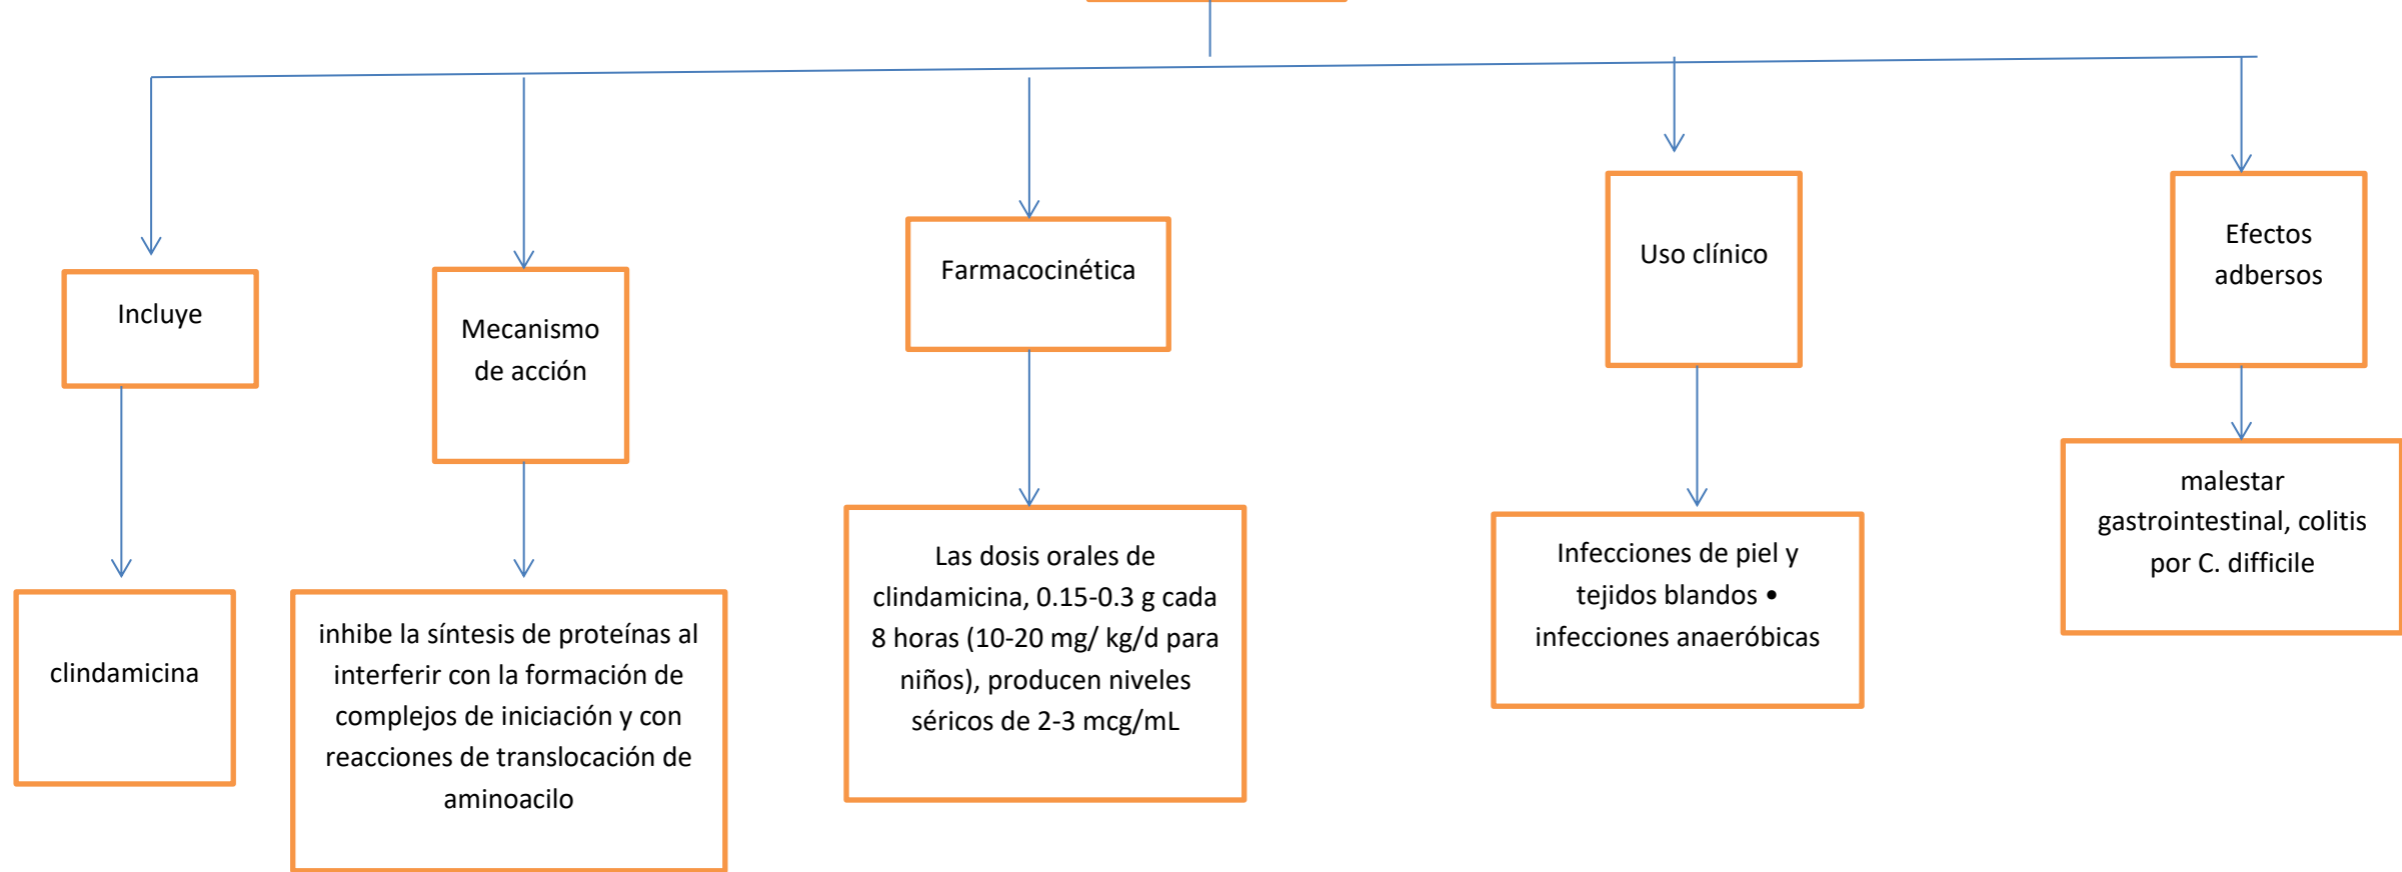 Incluye
clindamicina
Mecanismo
de acción
inhibe la síntesis de proteínas al
interferir con la formación de
complejos de iniciación y con
reacciones de translocación de
aminoacilo
Farmacocinética
Las dosis orales de
clindamicina, 0.15-0.3 g cada
8 horas (10-20 mg/ kg/d para
niños), producen niveles
séricos de 2-3 mcg/mL
Uso clínico
Infecciones de piel y
tejidos blandos •
infecciones anaeróbicas
Efectos
adbersos
malestar
gastrointestinal, colitis
por C. difficile